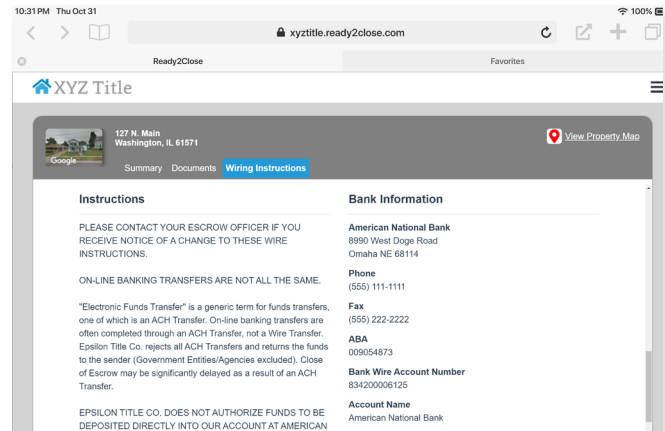 10:31 PM Thu Oct 31
100%
xyztitle.ready2close.com
Ready2Close
Favorites
XYZ Title
127 N. Main
Washington, IL 61571
View Property Map
Google
Summary Documents Wiring Instructions
Instructions
PLEASE CONTACT YOUR ESCROW OFFICER IF YOU
RECEIVE NOTICE OF A CHANGE TO THESE WIRE
INSTRUCTIONS.
ON-LINE BANKING TRANSFERS ARE NOT ALL THE SAME.
"Electronic Funds Transfer" is a generic term for funds transfers,
one of which is an ACH Transfer. On-line banking transfers are
often completed through an ACH Transfer, not a Wire Transfer.
Epsilon Title Co. rejects all ACH Transfers and returns the funds
to the sender (Government Entities/Agencies excluded). Close
of Escrow may be significantly delayed as a result of an ACH
Transfer.
EPSILON TITLE CO. DOES NOT AUTHORIZE FUNDS TO BE
DEPOSITED DIRECTLY INTO OUR ACCOUNT AT AMERICAN
Bank Information
American National Bank
8990 West Doge Road
Omaha NE 68114
Phone
(555) 111-1111
Fax
(555) 222-2222
ABA
009054873
Bank Wire Account Number
834200006125
Account Name
American National Bank